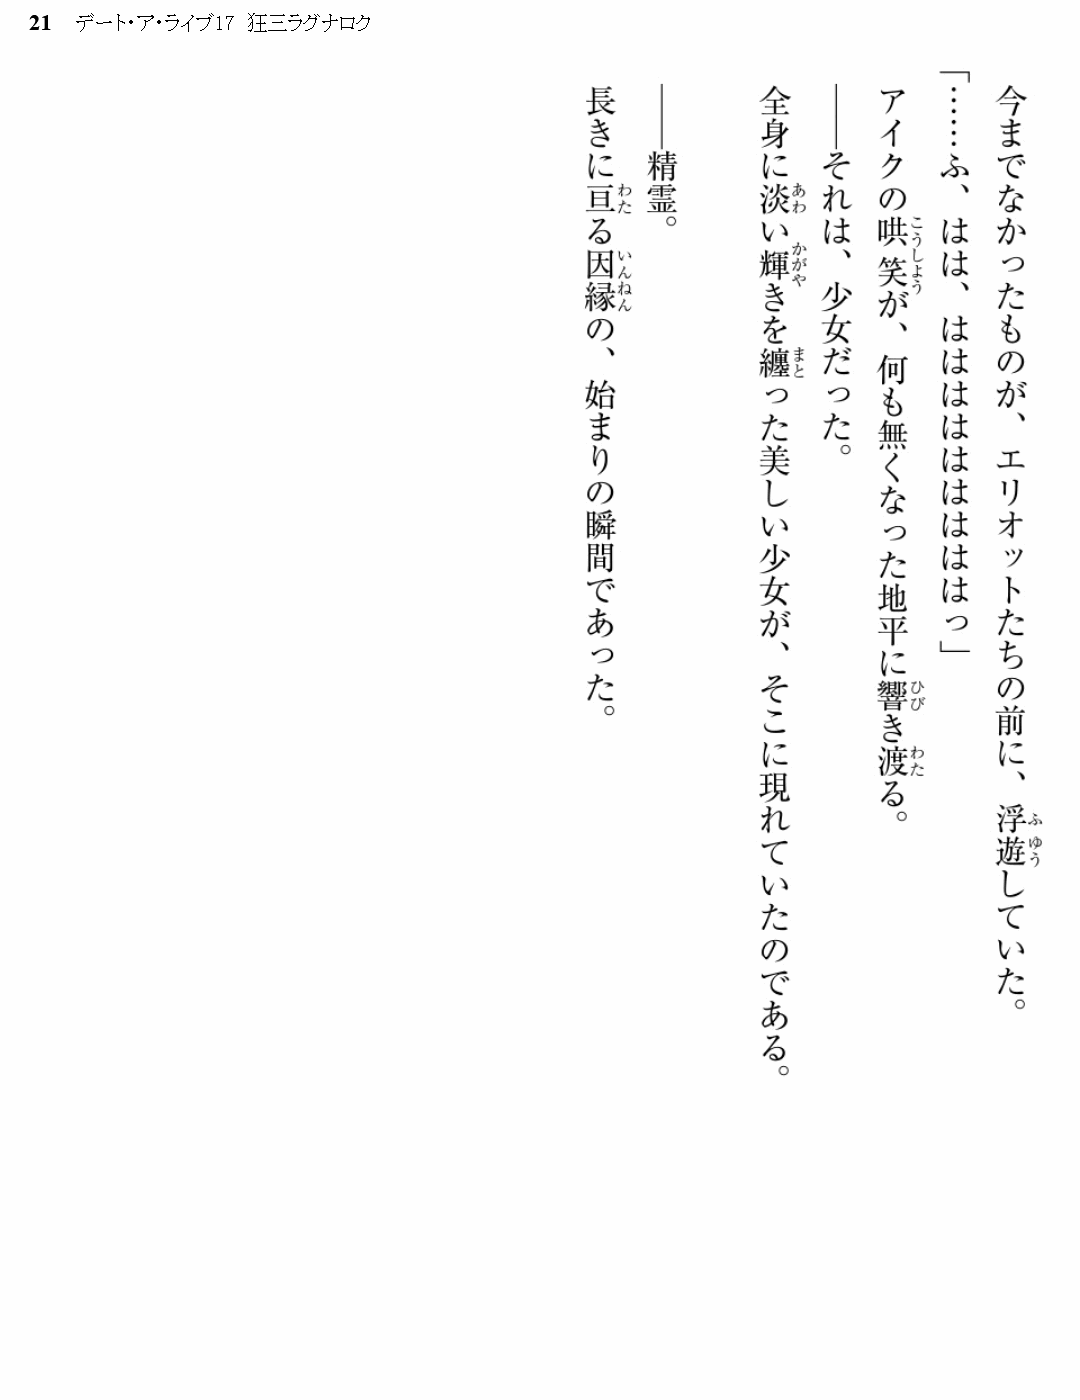 21 デート・ア・ライブ17 狂三ラグナロク
今までなかったものが、エリオットたちの前に、浮遊していた。
「……ふ、はは、はははははははははっ」
アイクの哄笑が、何も無くなった地平に響き渡る。
――それは、少女だった。
全身に淡い輝きを纏った美しい少女が、そこに現れていたのである。
――精霊。
長きに亘る因縁の、始まりの瞬間であった。